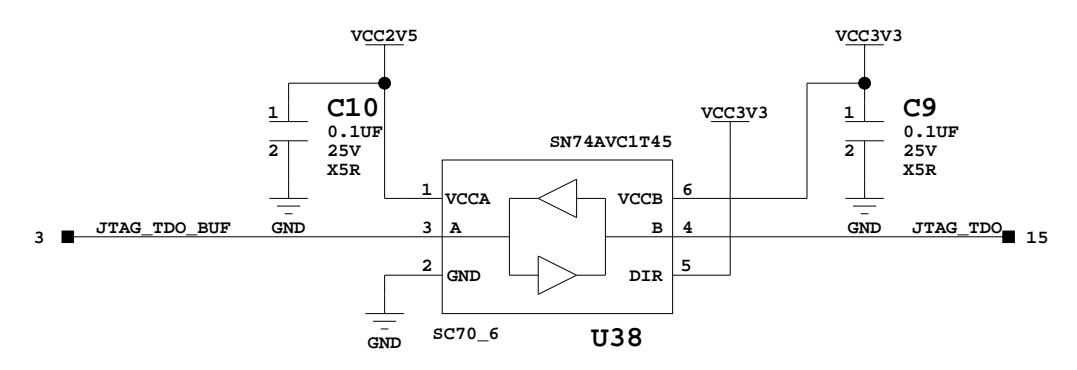 VCC2V5
VCC3V3
1
C10
0.1UF
2
25V
X5R
VCC3V3
1
C9
0.1UF
2
25V
X5R
SN74AVC1T45
1
VCCA
VCCB
6
3
JTAG_TDO_BUF
GND
3
A
B
4
GND
JTAG_TDO
15
2
GND
DIR
5
GND
SC70_6
U38